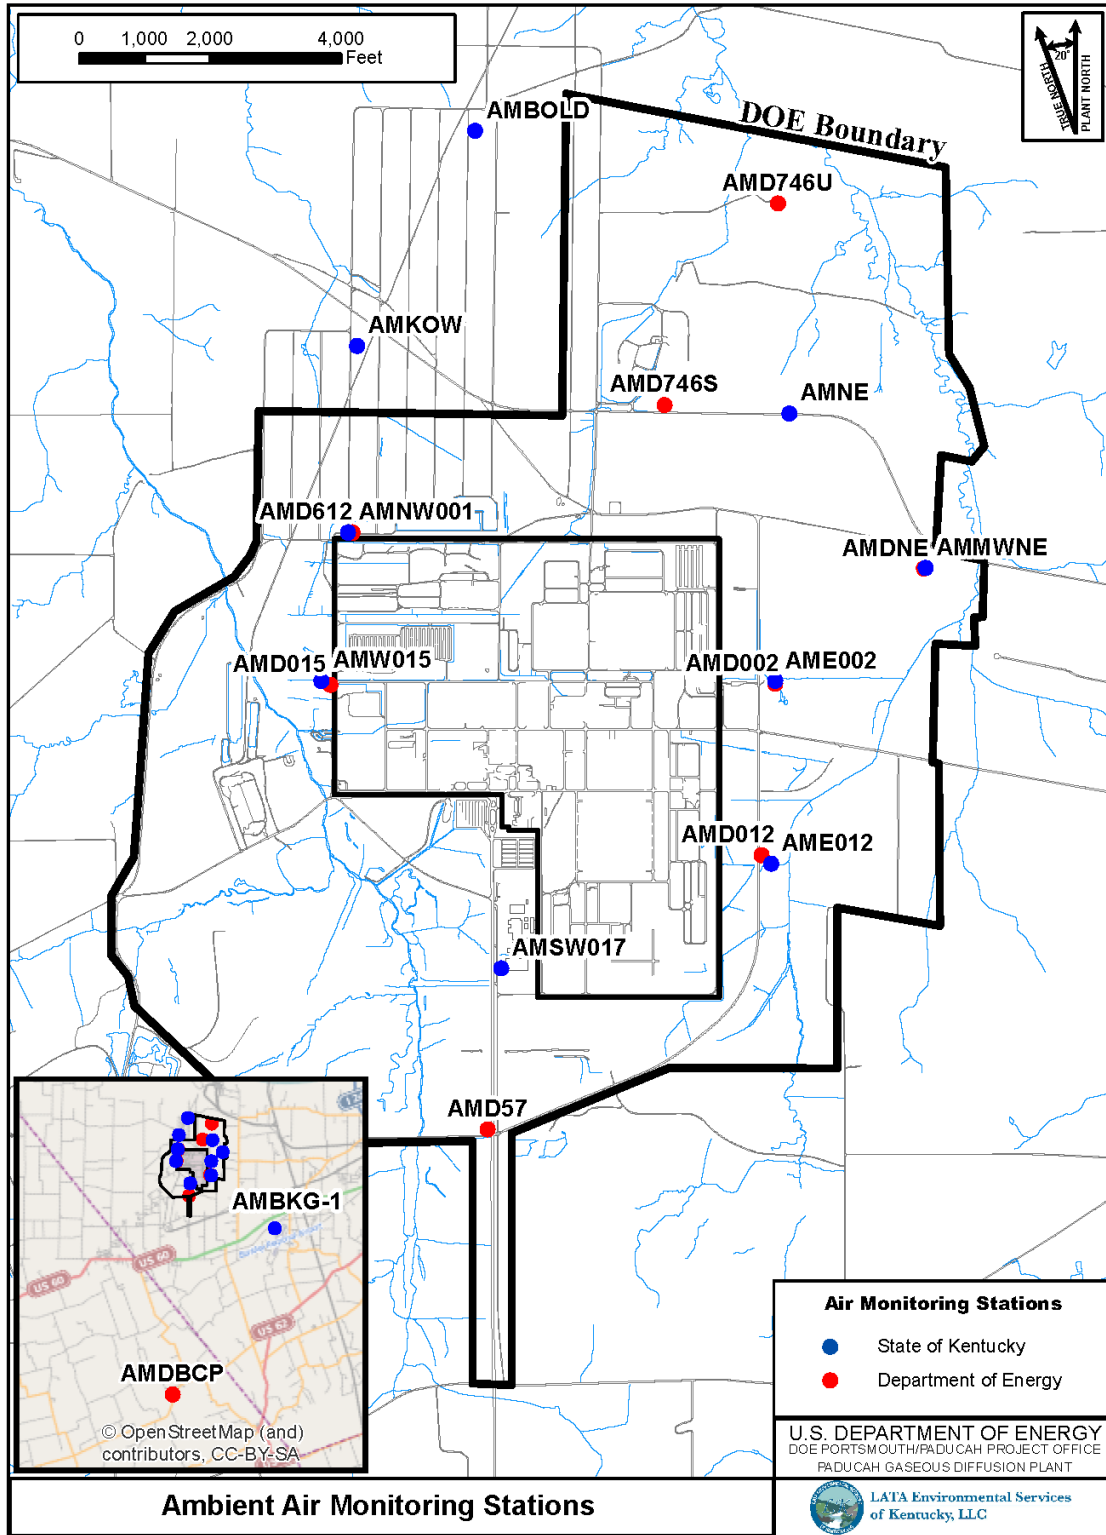 0 1,000 2,000 4,000
Feet
20°
TRUE NORTH
PLANT NORTH
AMBOLD
DOE Boundary
AMD746U
AMKOW
AMD746S
AMNE
AMD612 AMNW001
AMDNE AMMWNE
AMD015 AMW015
AMD002 AME002
AMD012
AME012
AMSW017
AMD57
AMBKG-1
US 60
US 60
US 62
AMDBCP
© OpenStreetMap (and)
contributors, CC-BY-SA
Air Monitoring Stations
State of Kentucky
Department of Energy
U.S. DEPARTMENT OF ENERGY
DOE PORTSMOUTH/PADUCAH PROJECT OFFICE
PADUCAH GASEOUS DIFFUSION PLANT
Ambient Air Monitoring Stations
LATA Environmental Services
of Kentucky, LLC